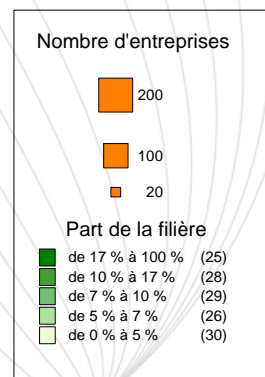 Nombre d'entreprises
200
100
20
Part de la filière
de 17 % à 100 % (25)
de 10 % à 17 % (28)
de 7 % à 10 % (29)
de 5 % à 7 % (26)
de 0 % à 5 % (30)